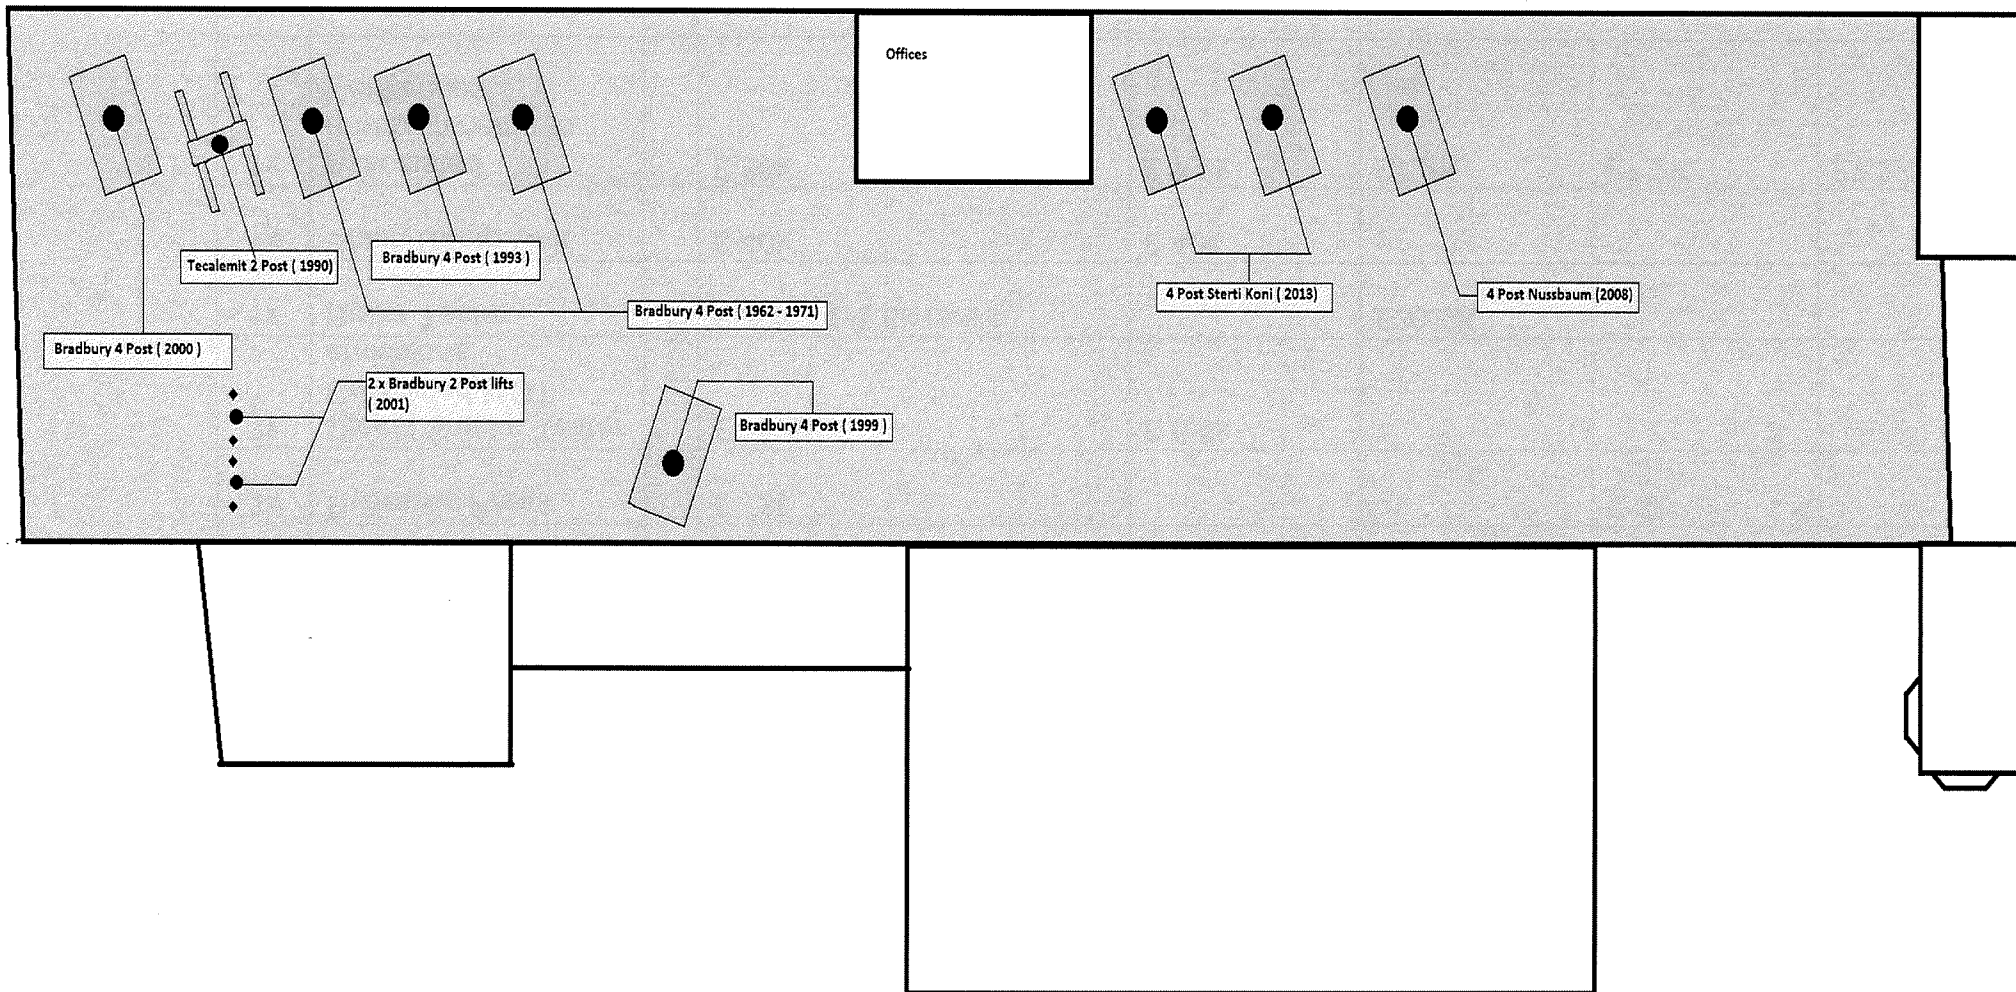 Offices
Tecalemit 2 Post ( 1990)
Bradbury 4 Post ( 1993 )
Bradbury 4 Post ( 1962 - 1971)
4 Post Sterti Koni ( 2013)
4 Post Nussbaum (2008)
Bradbury 4 Post ( 2000 )
2 x Bradbury 2 Post lifts
( 2001)
Bradbury 4 Post ( 1999 )